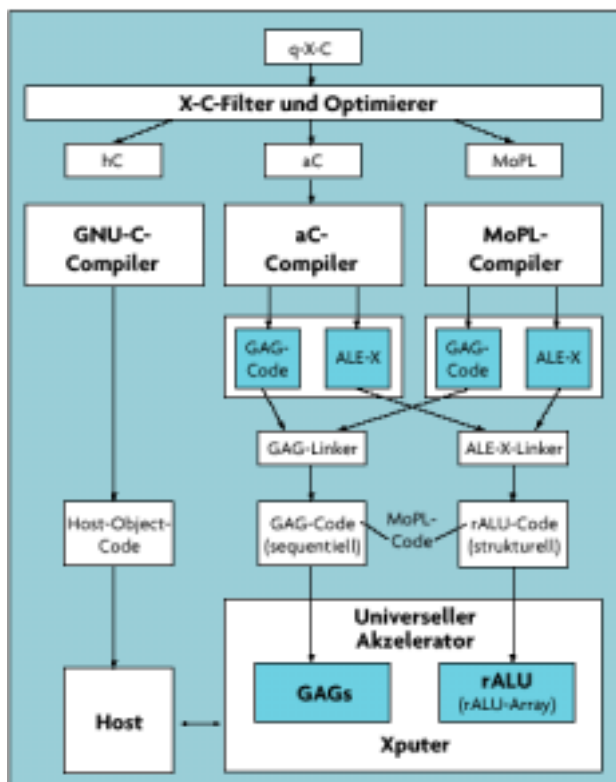 q-X-C
X-C-Filter und Optimierer
hC
aC
MoPL
GNU-C-
Compiler
aC-
Compiler
MoPL-
Compiler
GAG-
Code
ALE-X
GAG-
Code
ALE-X
GAG-Linker
ALE-X-Linker
Host-Object-
Code
GAG-Code
(sequentiell)
MoPL-
Code
rALU-Code
(strukturell)
Universeller
Akzelerator
Host
GAGs
rALU
(rALU-Array)
Xputer